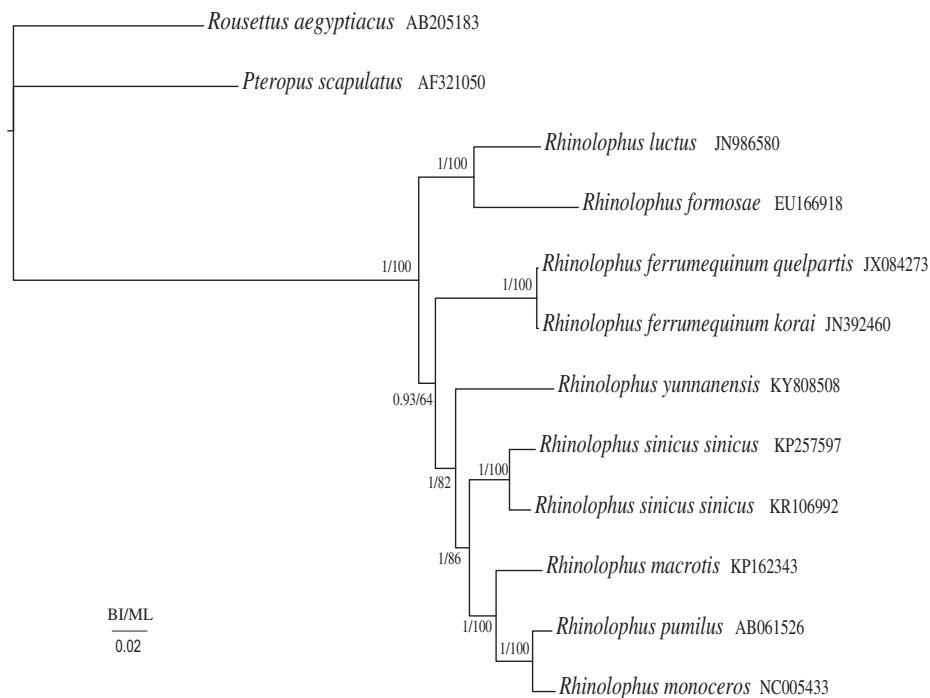 Rousettus aegyptiacus AB205183
Pteropus scapulatus AF321050
Rhinolophus luctus JN986580
1/100
Rhinolophus formosae EU166918
1/100
Rhinolophus ferrumequinum quelpartis JX084273
1/100
Rhinolophus ferrumequinum korai JN392460
Rhinolophus yunnanensis KY808508
0.93/64
Rhinolophus sinicus sinicus KP257597
1/100
1/82
Rhinolophus sinicus sinicus KR106992
1/86
Rhinolophus macrotis KP162343
BI/ML
1/100
Rhinolophus pumilus AB061526
0.02
1/100
Rhinolophus monoceros NC005433